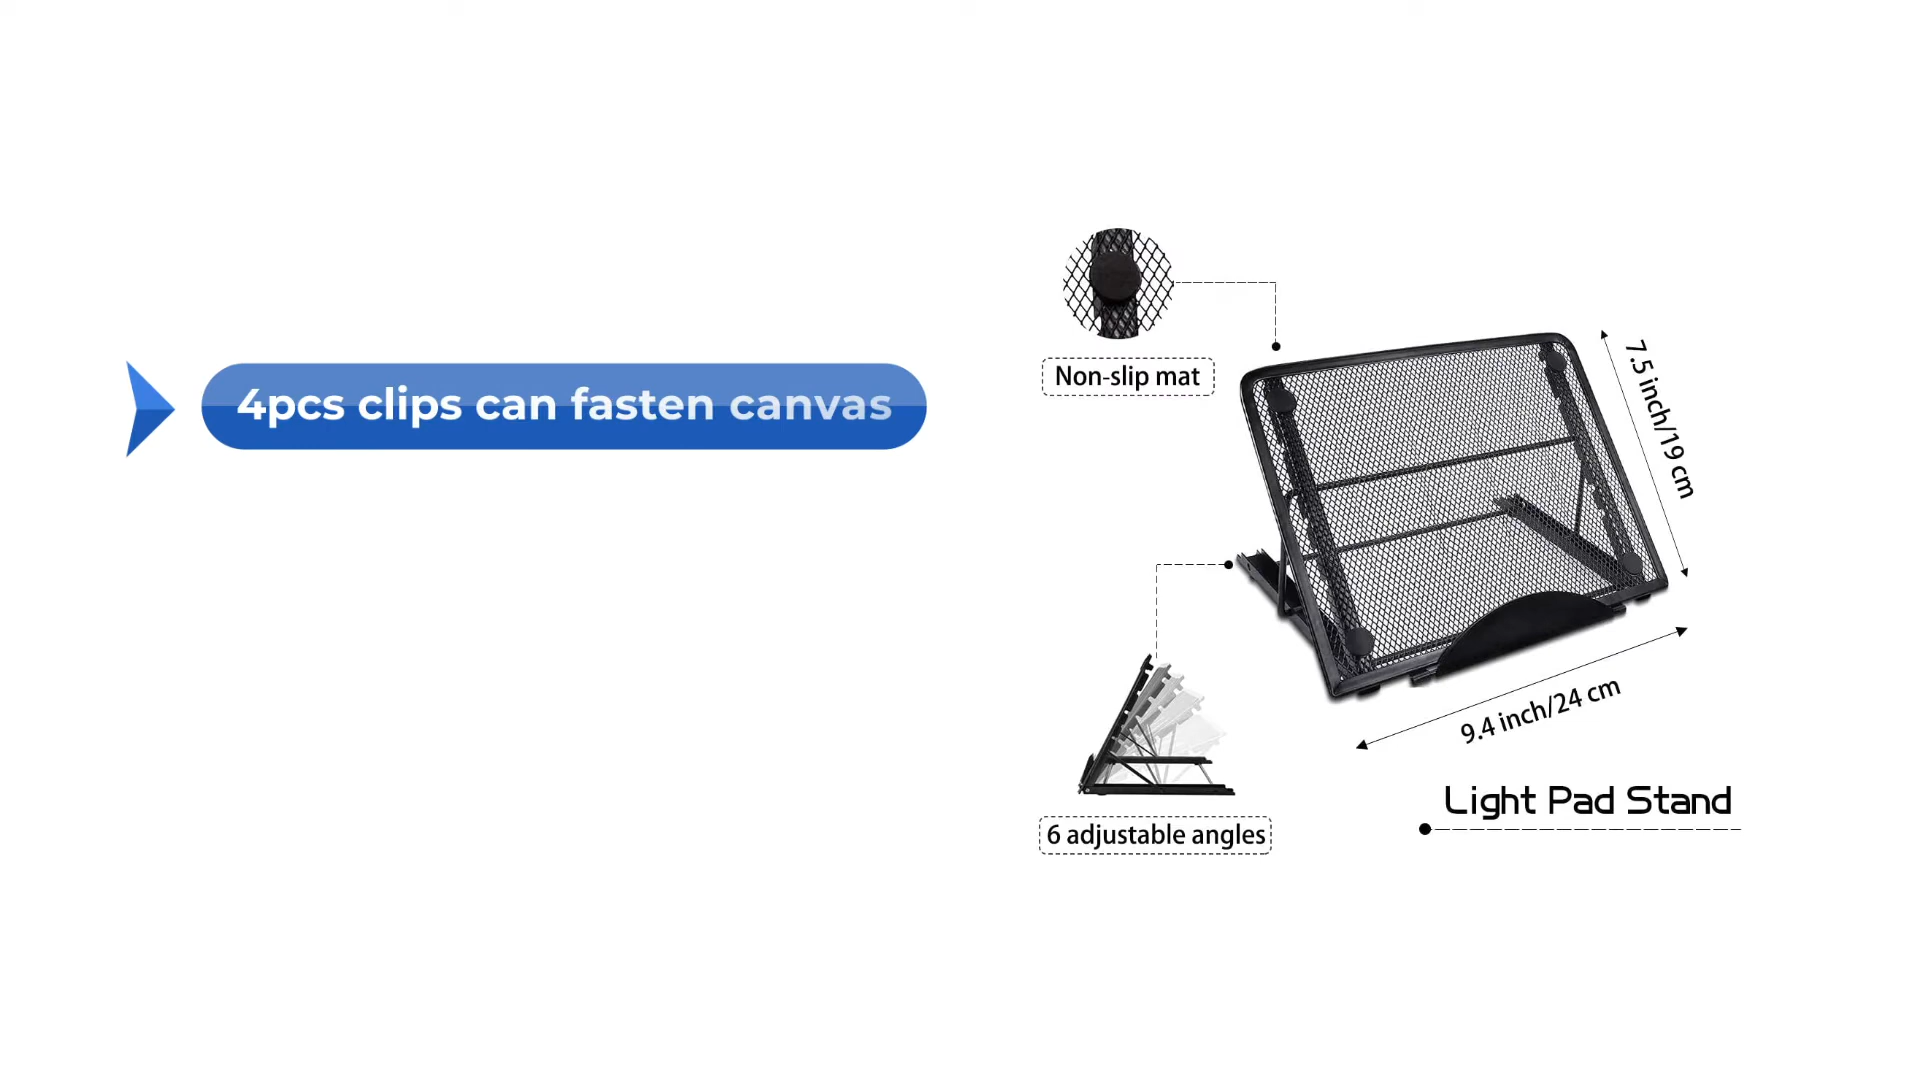 4pcs clips can fasten canvas
Non-slip mat
7.5 inch/19 cm
9.4 inch/24 cm
Light Pad Stand
6 adjustable angles